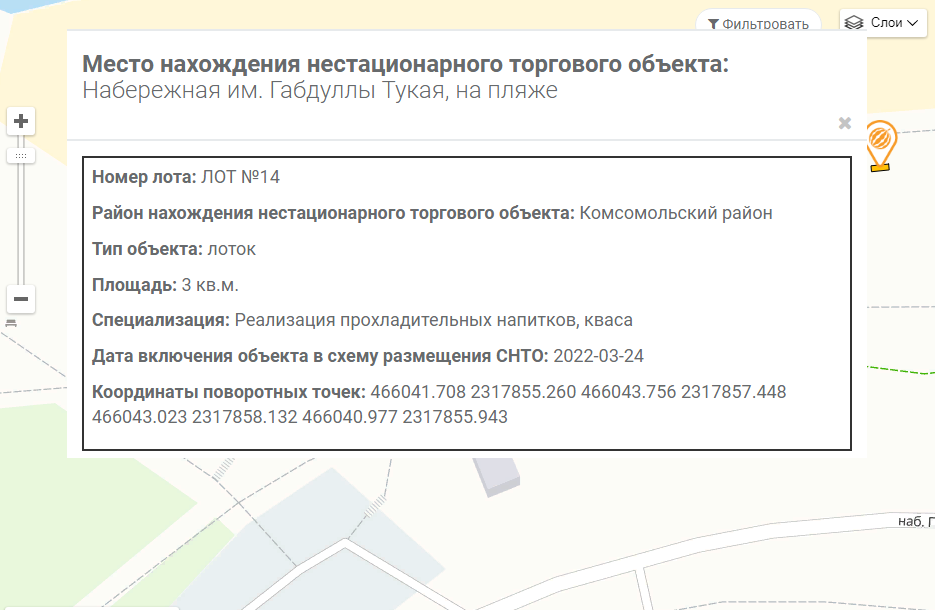 Фильтровать
Слои
Место нахождения нестационарного торгового объекта:
Набережная им. Габдуллы Тукая, на пляже
Номер лота: ЛОТ №14
Район нахождения нестационарного торгового объекта: Комсомольский район
Тип объекта: лоток
Площадь: 3 кв.м.
Специализация: Реализация прохладительных напитков, кваса
Дата включения объекта в схему размещения СНТО: 2022-03-24
Координаты поворотных точек: 466041.708 2317855.260 466043.756 2317857.448
466043.023 2317858.132 466040.977 2317855.943
наб. Г